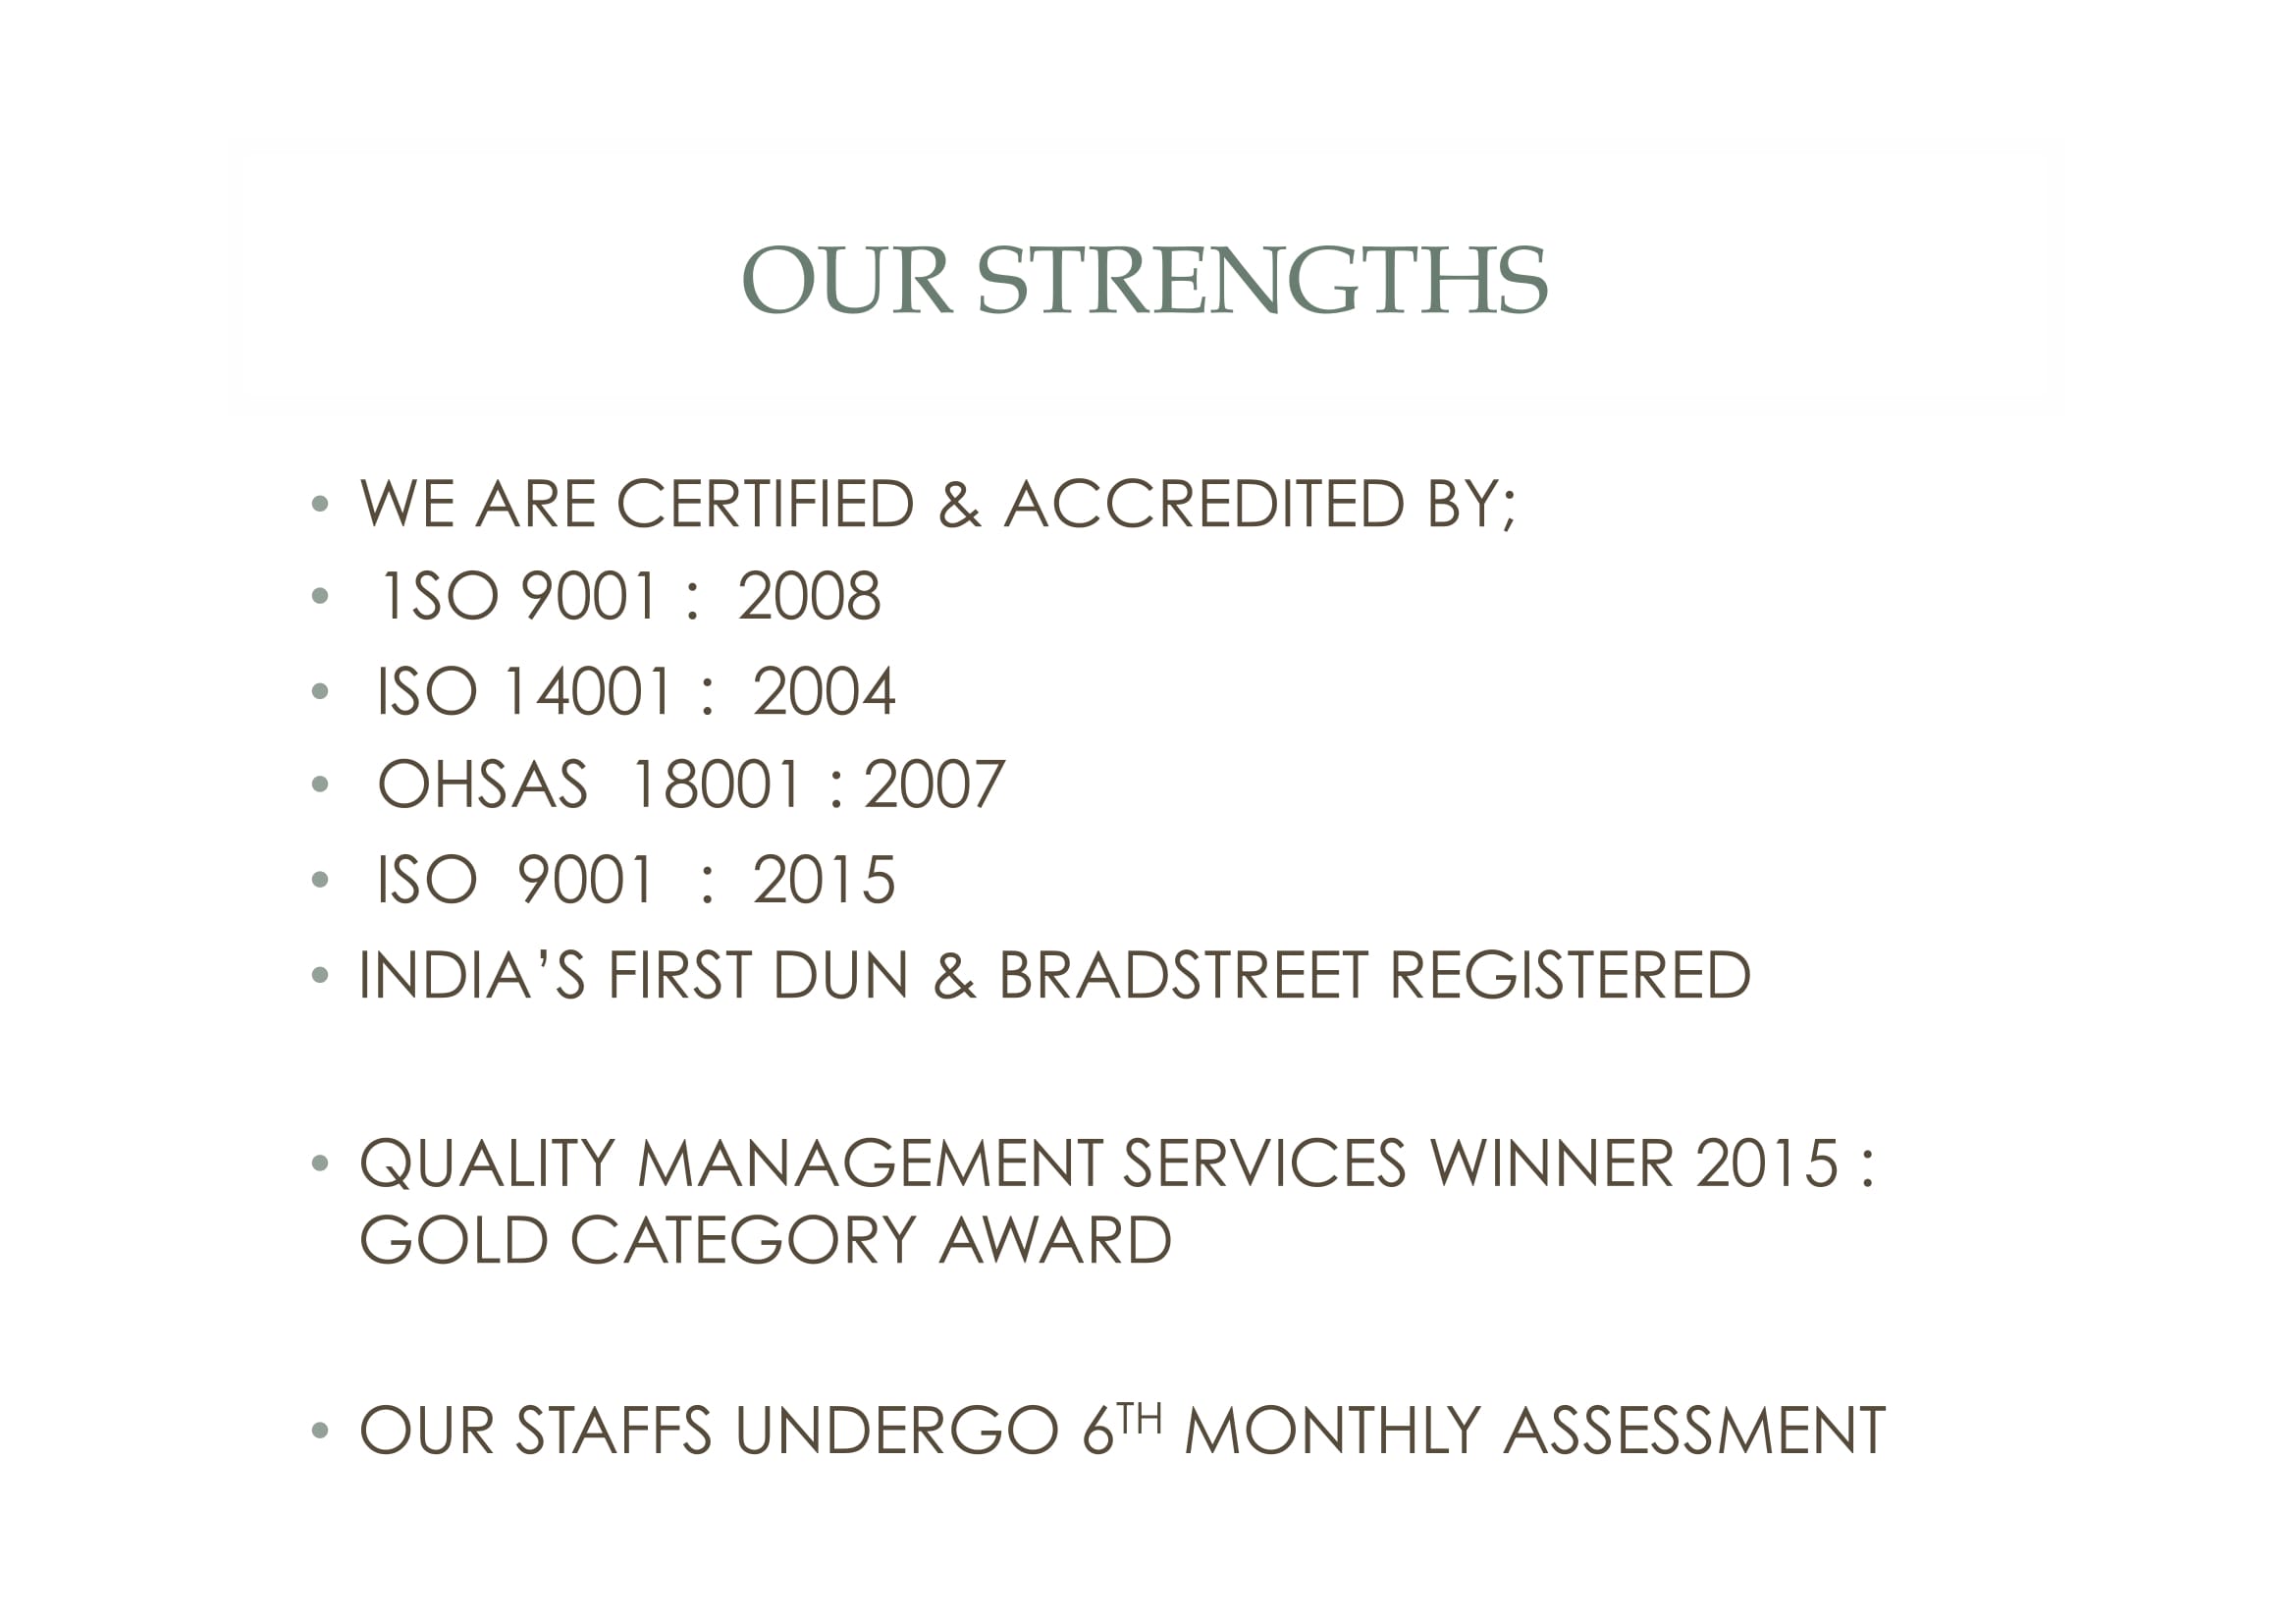 OUR STRENGTHS
• WE ARE CERTIFIED & ACCREDITED BY;
• 1SO 9001 : 2008
• ISO 14001 : 2004
• OHSAS 18001 : 2007
• ISO 9001 : 2015
• INDIA'S FIRST DUN & BRADSTREET REGISTERED
• QUALITY MANAGEMENT SERVICES WINNER 2015 :
GOLD CATEGORY AWARD
• OUR STAFFS UNDERGO 6TH MONTHLY ASSESSMENT